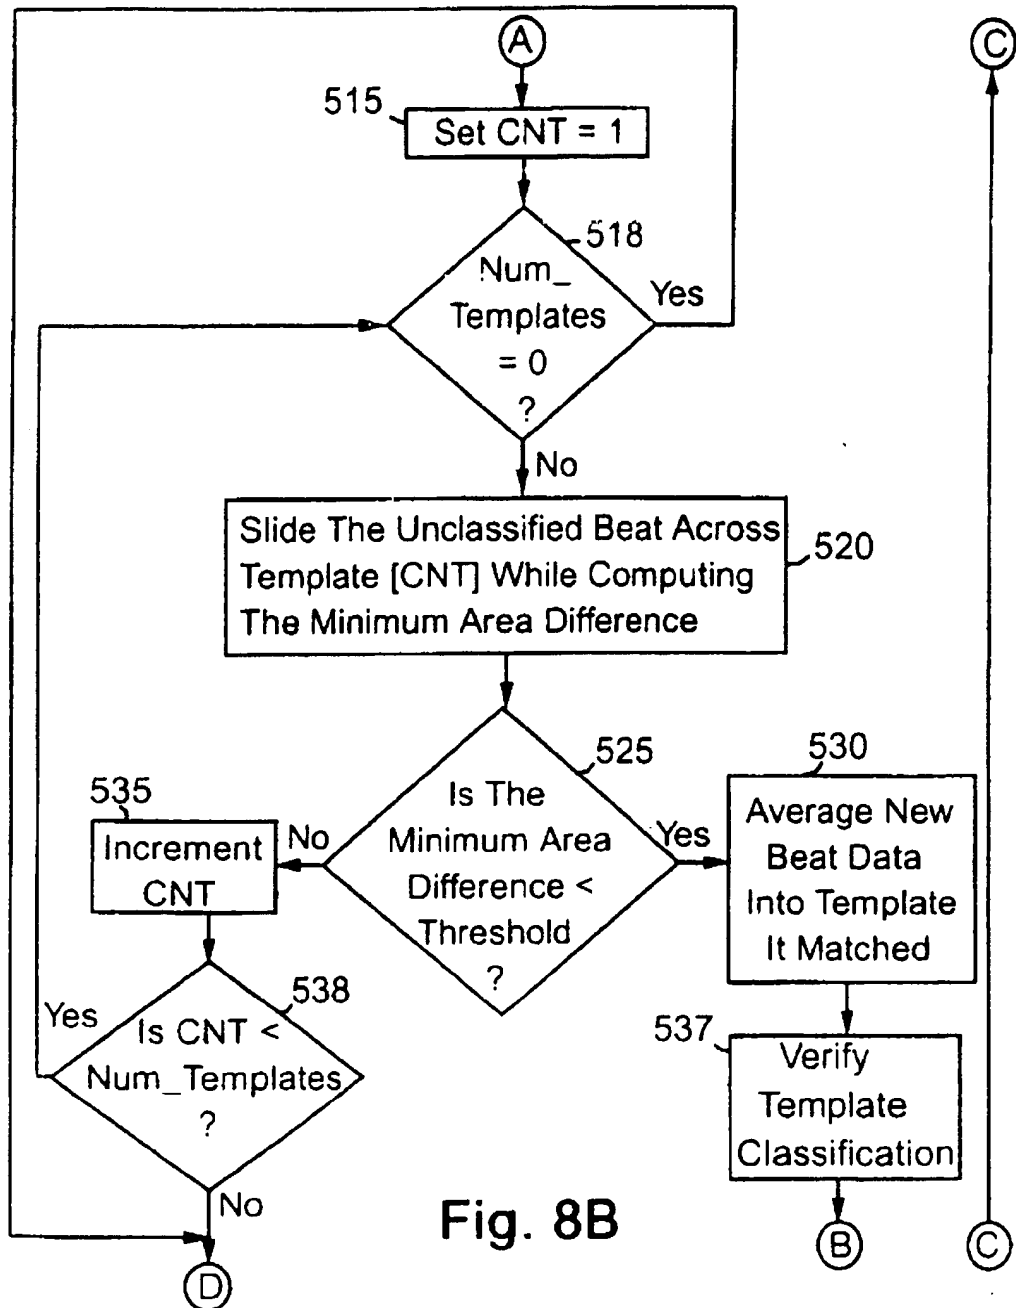 A
C
515
Set CNT = 1
518
Num_
Templates
= 0
?
Yes
No
Slide The Unclassified Beat Across
Template [CNT] While Computing
The Minimum Area Difference
520
525
Is The
Minimum Area
Difference <
Threshold
?
No
Yes
530
Average New
Beat Data
Into Template
It Matched
535
Increment
CNT
538
Is CNT <
Num_Templates
?
Yes
No
537
Verify
Template
Classification
B
C
D
Fig. 8B